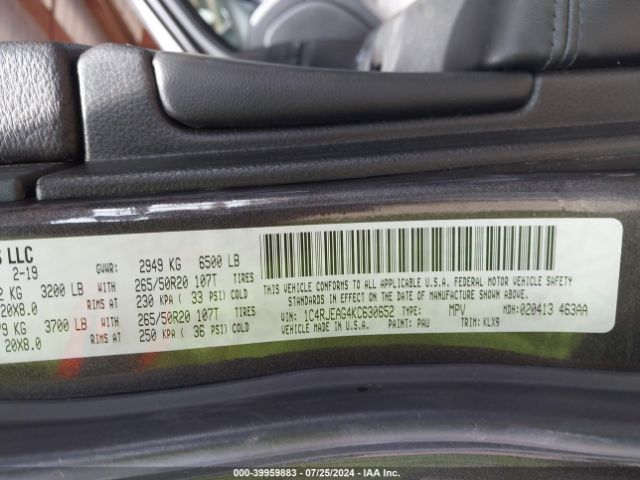 S LLC
2-19
GVWR: 2949 KG 6500 LB
KG 3200 LB WITH 265/50R20 107T TIRES
20X8.0 RIMS AT 230 KPA( 33 PSI) COLD
9 KG 3700 LB WITH 265/50R20 107T TIRES
20X8.0 RIMS AT 250 KPA( 36 PSI) COLD
THIS VEHICLE CONFORMS TO ALL APPLICABLE U.S.A. FEDERAL MOTOR VEHICLE SAFETY
STANDARDS IN EFFECT ON THE DATE OF MANUFACTURE SHOWN ABOVE.
VIN: 1C4RJEAG4KC630652 TYPE: MPV MDH: 020413 463AA
PAINT: PAU TRIM: KLX9
000-39959883 | 07/25/2024 - IAA Inc.